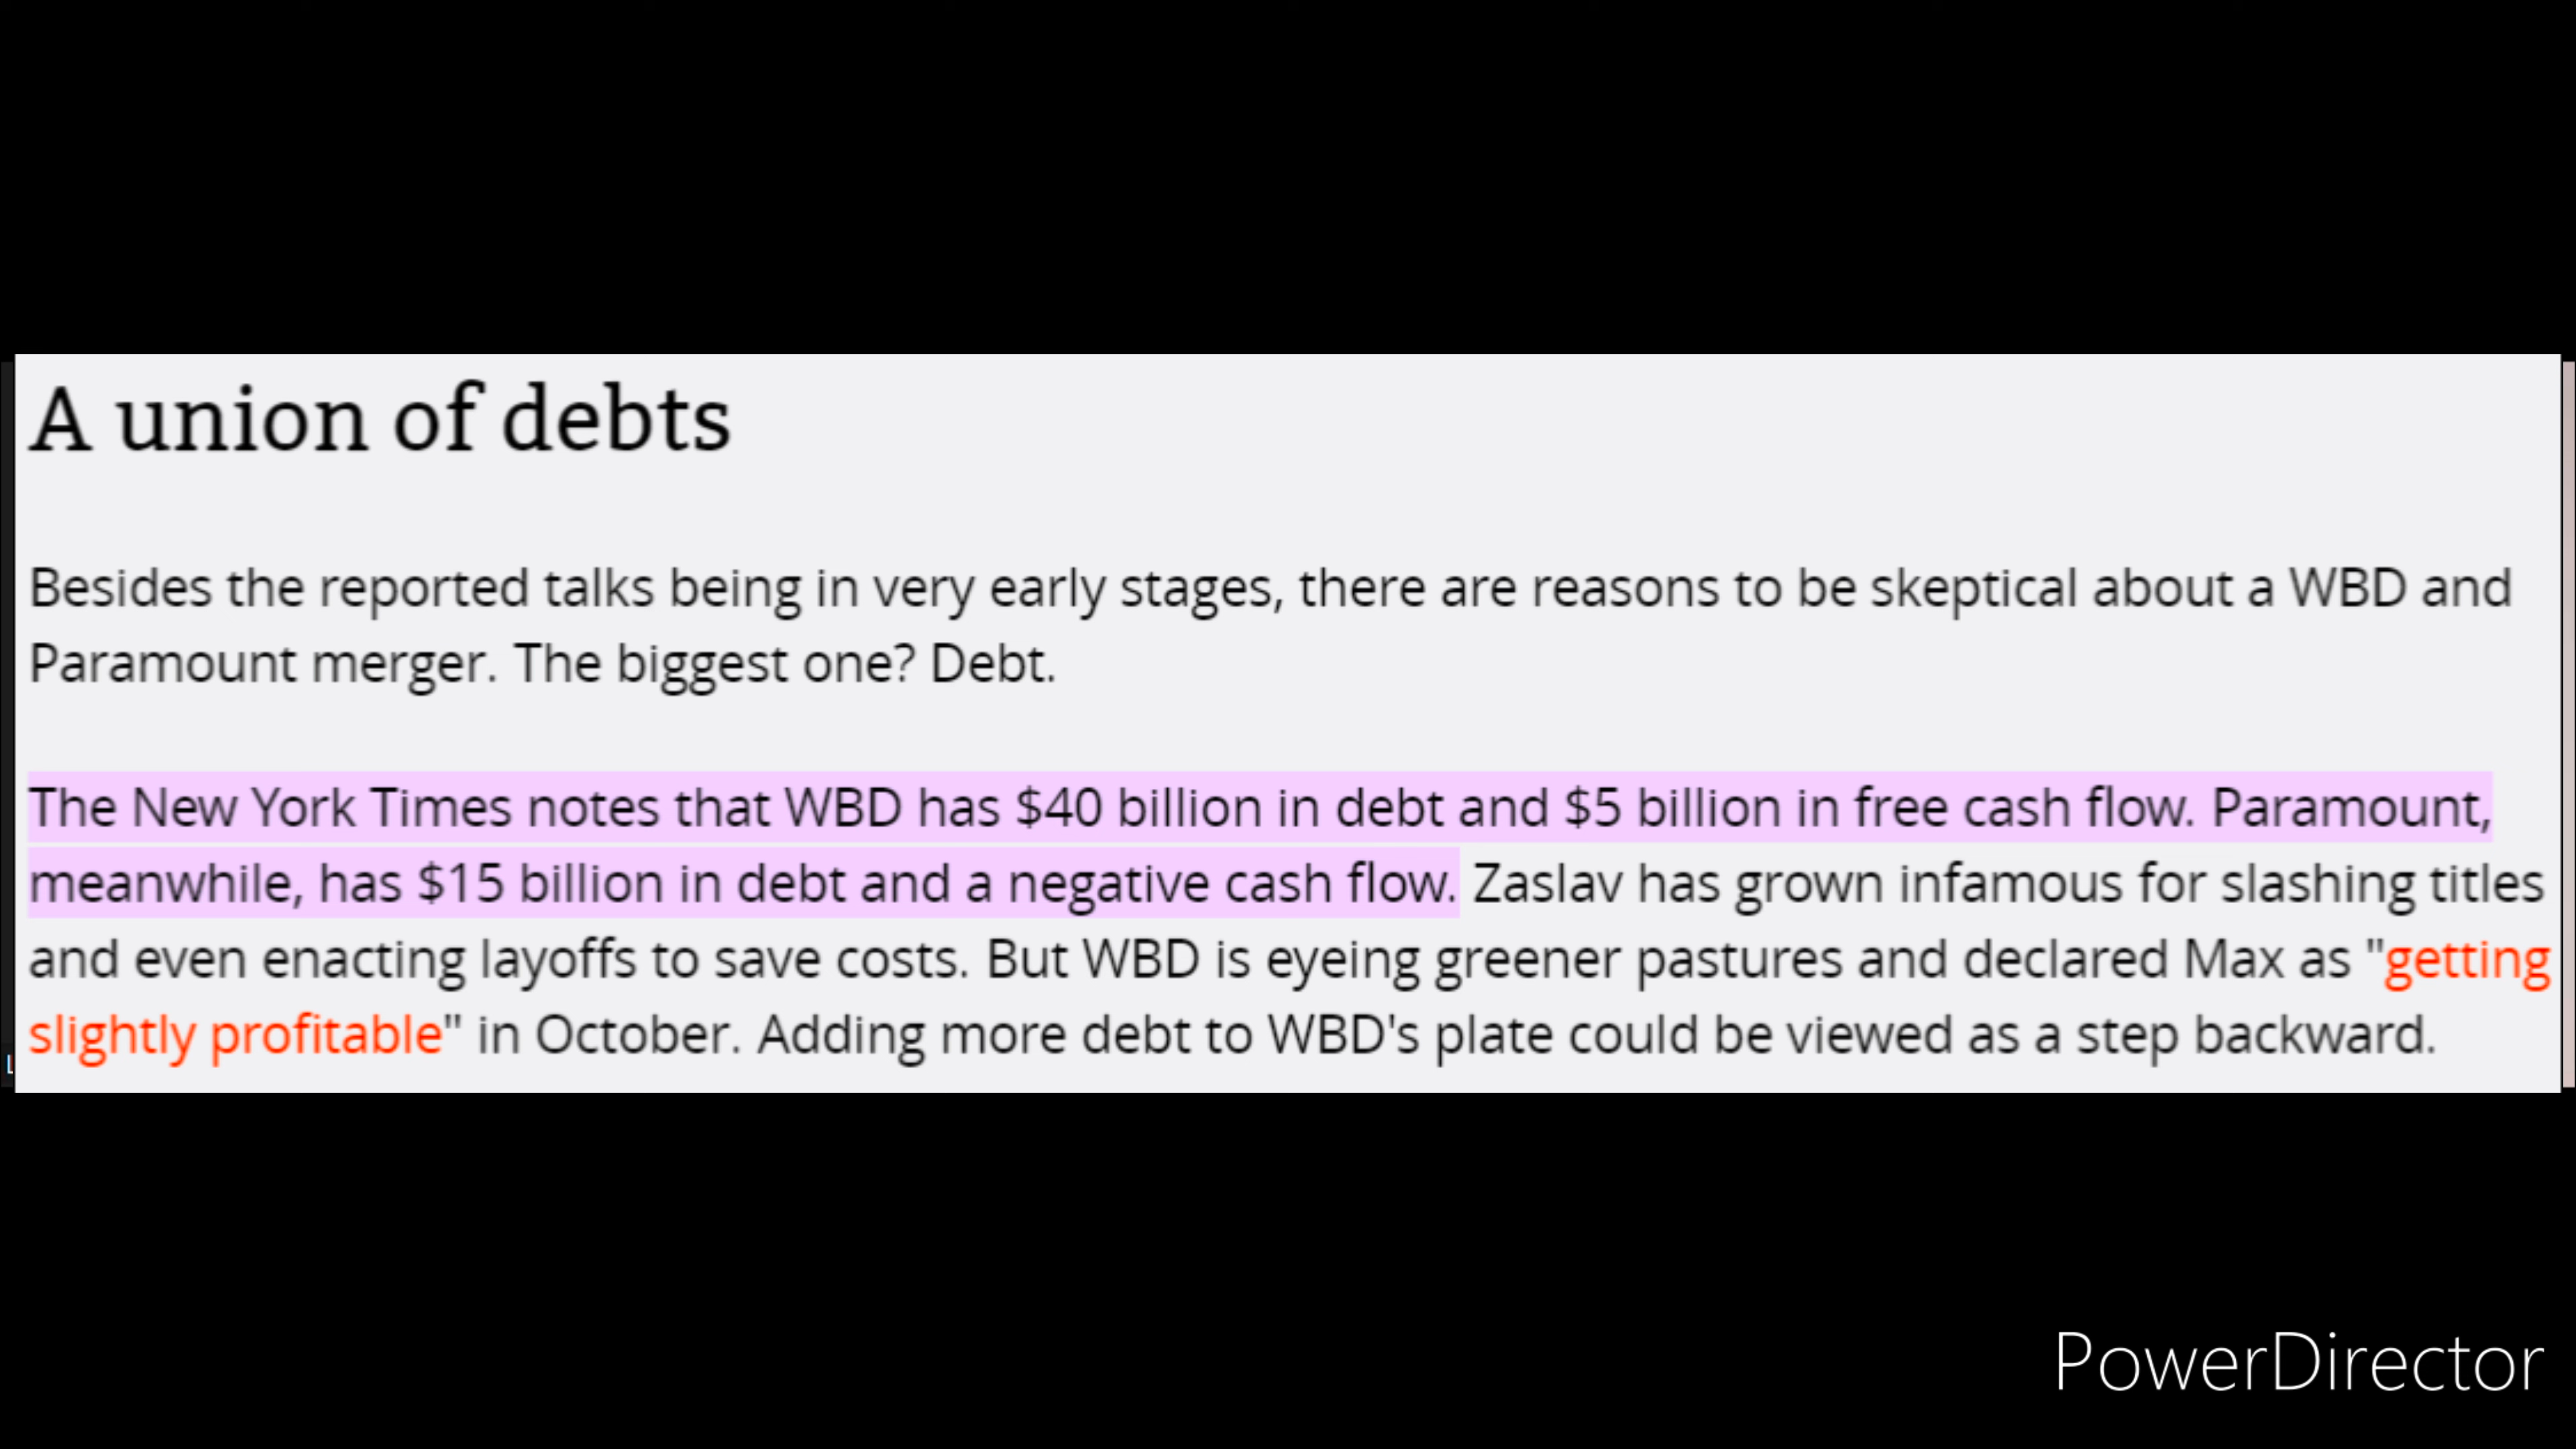 A union of debts
Besides the reported talks being in very early stages, there are reasons to be skeptical about a WBD and
Paramount merger. The biggest one? Debt.
The New York Times notes that WBD has $40 billion in debt and $5 billion in free cash flow. Paramount,
meanwhile, has $15 billion in debt and a negative cash flow. Zaslav has grown infamous for slashing titles
and even enacting layoffs to save costs. But WBD is eyeing greener pastures and declared Max as "getting
slightly profitable" in October. Adding more debt to WBD's plate could be viewed as a step backward.
PowerDirector